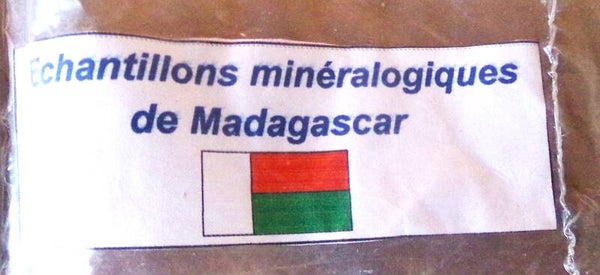 Echantillons minéralogiques
de Madagascar